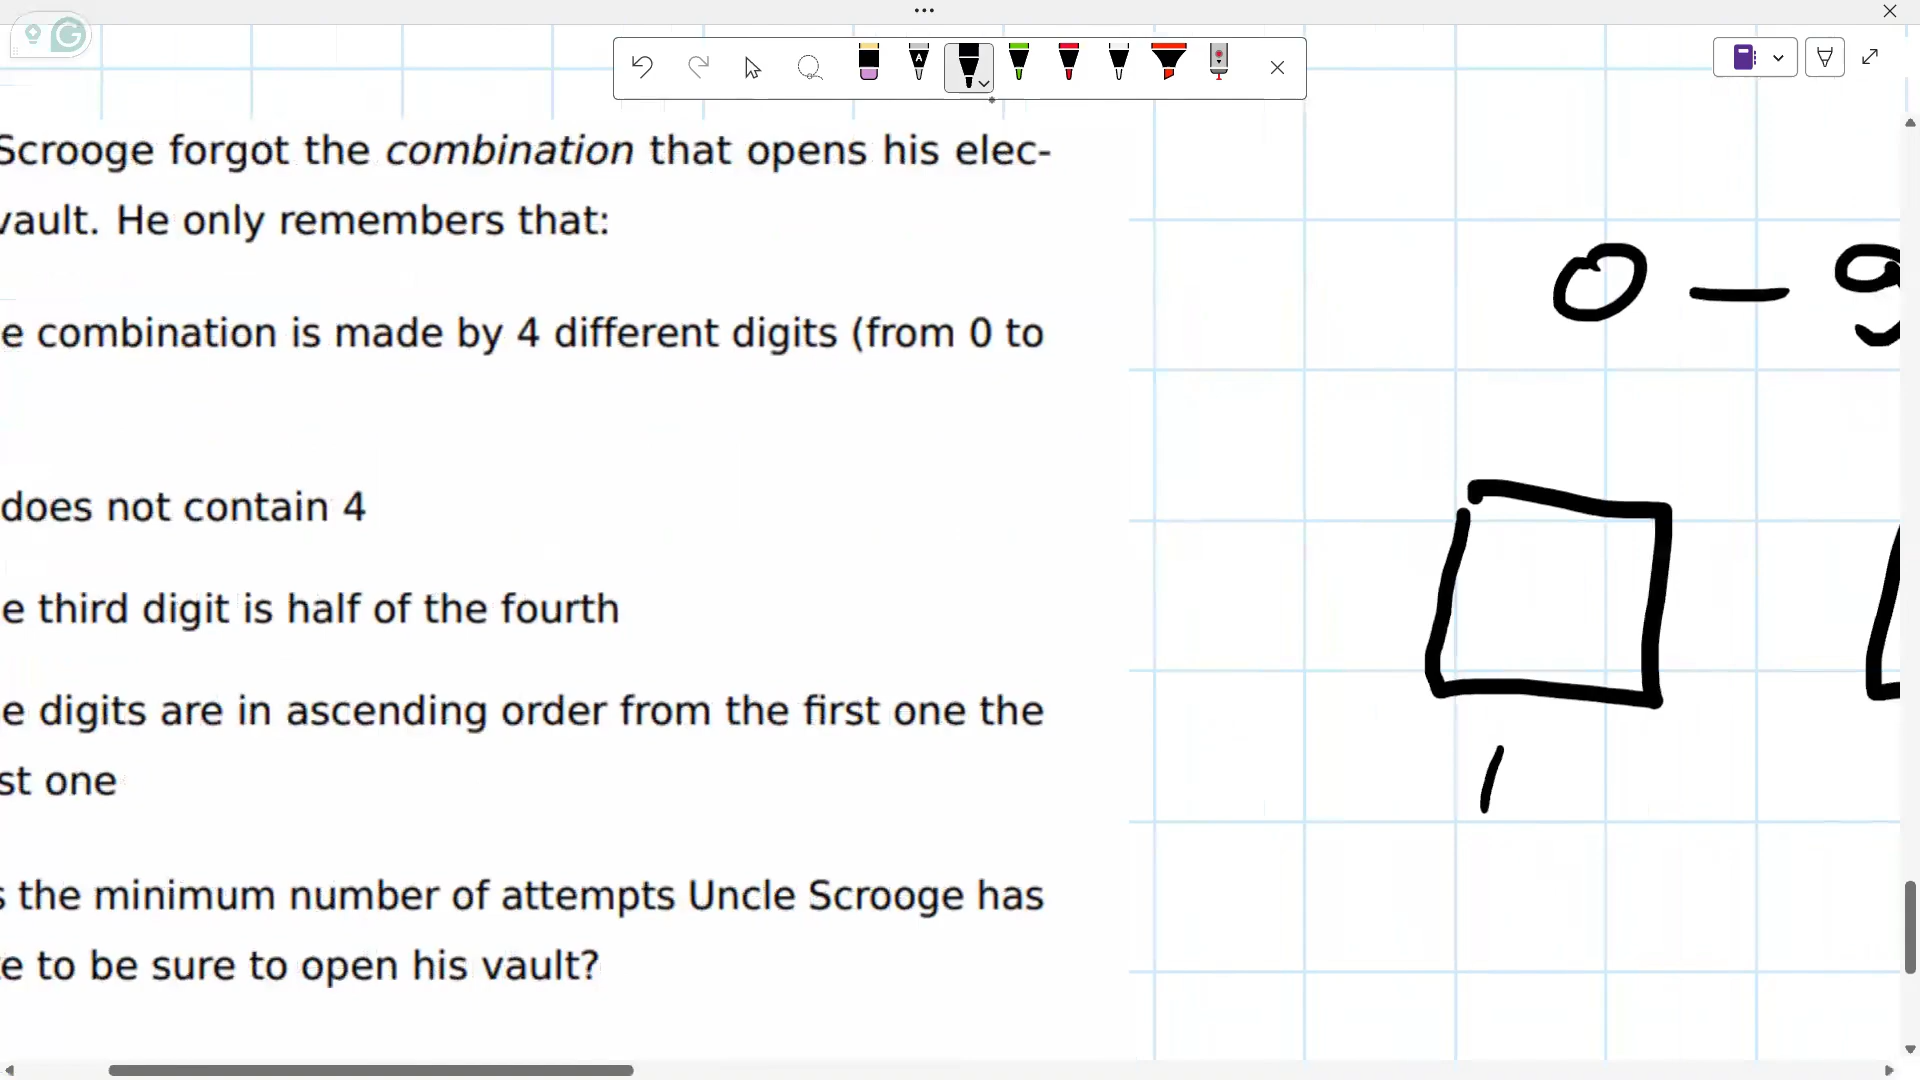 Scrooge forgot the combination that opens his elec-
vault. He only remembers that:
0 – 9
e combination is made by 4 different digits (from 0 to
does not contain 4
e third digit is half of the fourth
e digits are in ascending order from the first one the
st one
1
s the minimum number of attempts Uncle Scrooge has
e to be sure to open his vault?